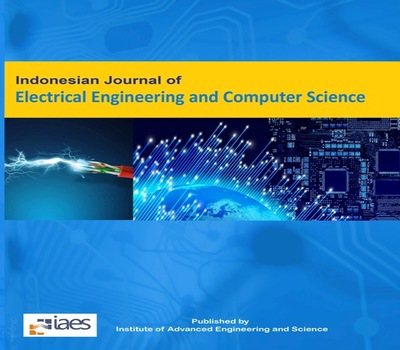 Indonesian Journal of
Electrical Engineering and Computer Science
iaes
Published by
Institute of Advanced Engineering and Science